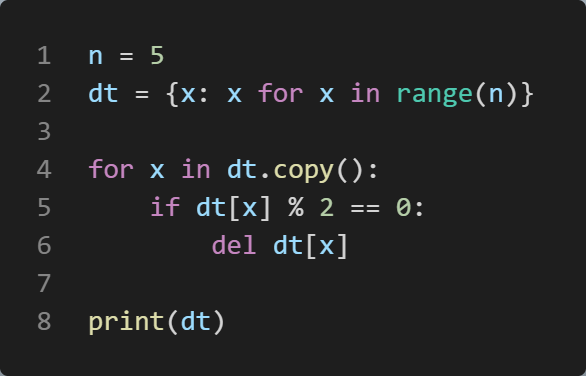 1 n = 5
2 dt = {x: x for x in range(n)}
3
4 for x in dt.copy():
5     if dt[x] % 2 == 0:
6         del dt[x]
7
8 print(dt)